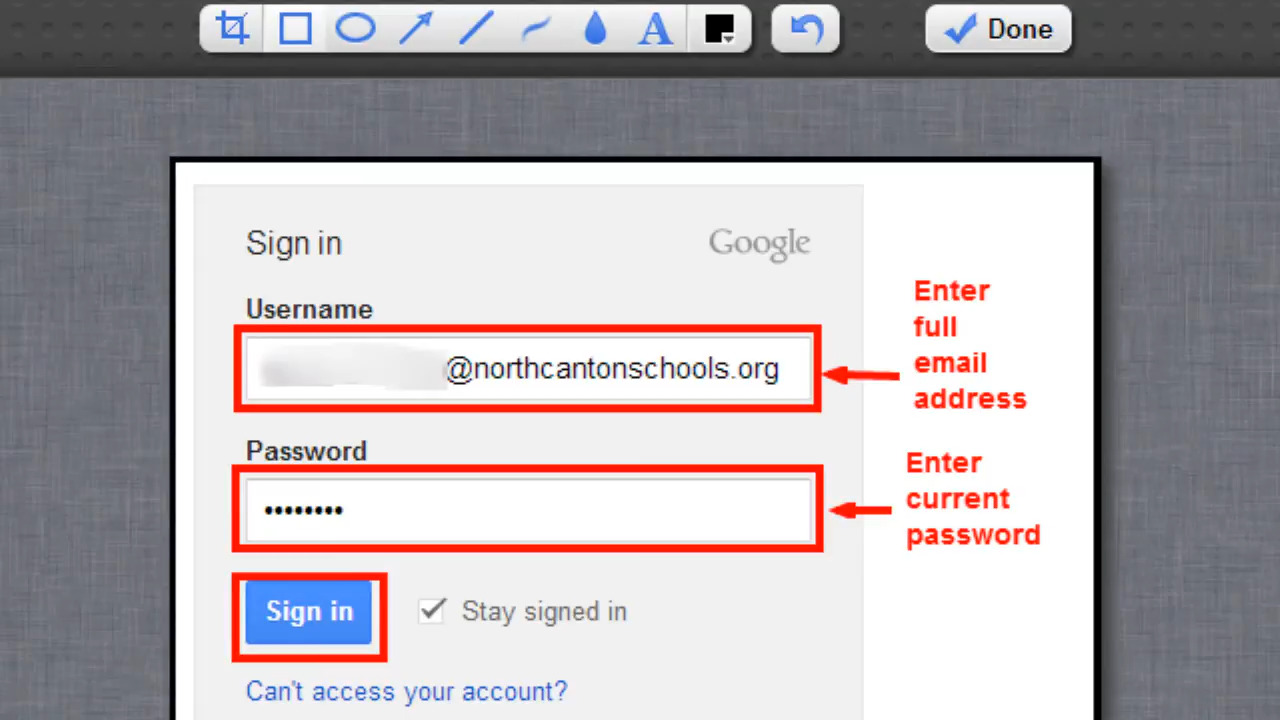 A Done
Sign in Google
Username
@northcantonschools.org
Enter
full
email
address
Password
••••••••
Enter
current
password
Sign in Stay signed in
Can't access your account?